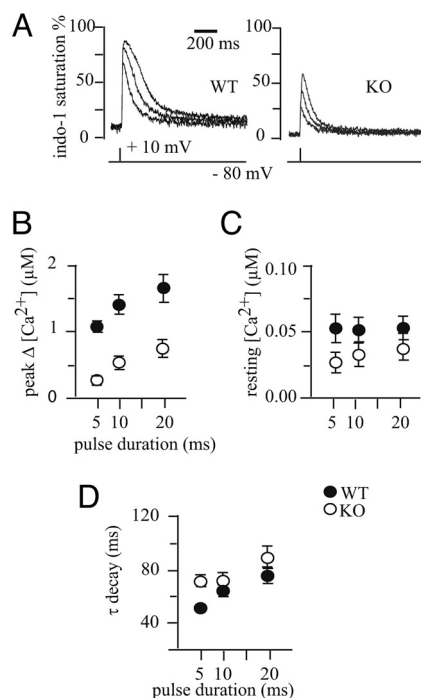 A
indo-1 saturation %
100
50
0
200 ms
WT
+ 10 mV
100
50
0
KO
- 80 mV
B
peak Δ [Ca2+] (μM)
2
1
0
5 10 20
pulse duration (ms)
C
resting [Ca2+] (μM)
0.10
0.05
0.00
5 10 20
pulse duration (ms)
D
τ decay (ms)
120
80
40
5 10 20
pulse duration (ms)
WT
KO